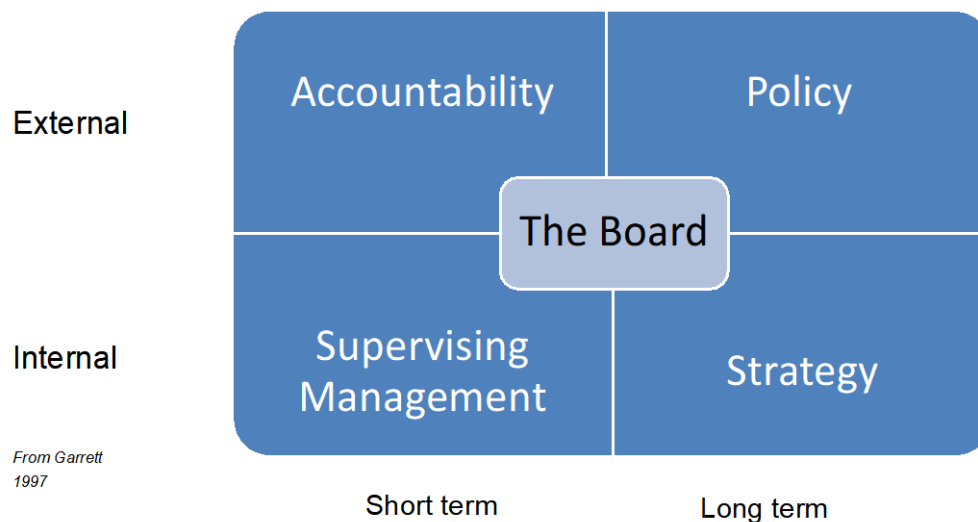 External
Accountability
Policy
The Board
Internal
Supervising
Management
Strategy
From Garrett
1997
Short term
Long term